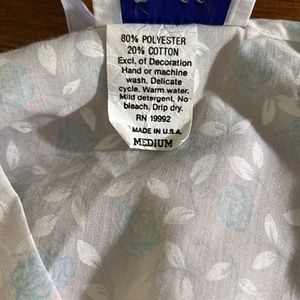 80% POLYESTER
20% COTTON
Excl. of Decoration
Hand or machine
wash. Delicate
cycle. Warm water.
Mild detergent. No
bleach. Drip dry.
RN 19992
MADE IN U.S.A.
MEDIUM